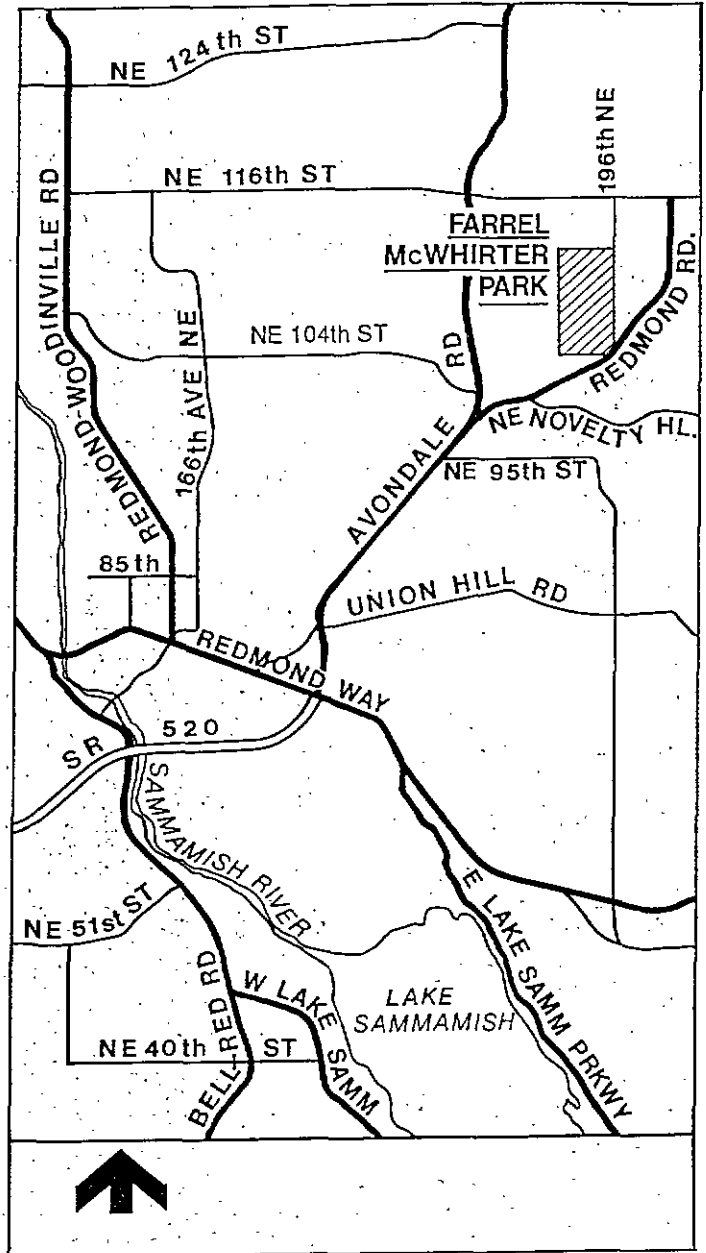 NE 124th ST
196th NE
NE 116th ST
REDMOND-WOODINVILLE RD
FARREL
McWHIRTER
PARK
166th AVE NE
NE 104th ST
AVONDALE RD
REDMOND RD.
NE NOVELTY HL.
NE 95th ST
85th
UNION HILL RD
REDMOND WAY
SR 520
SAMMAMISH RIVER
NE 51st ST
E LAKE SAMM PRKWY
BELL-RED RD
W LAKE SAMM
LAKE
SAMMAMISH
NE 40th ST